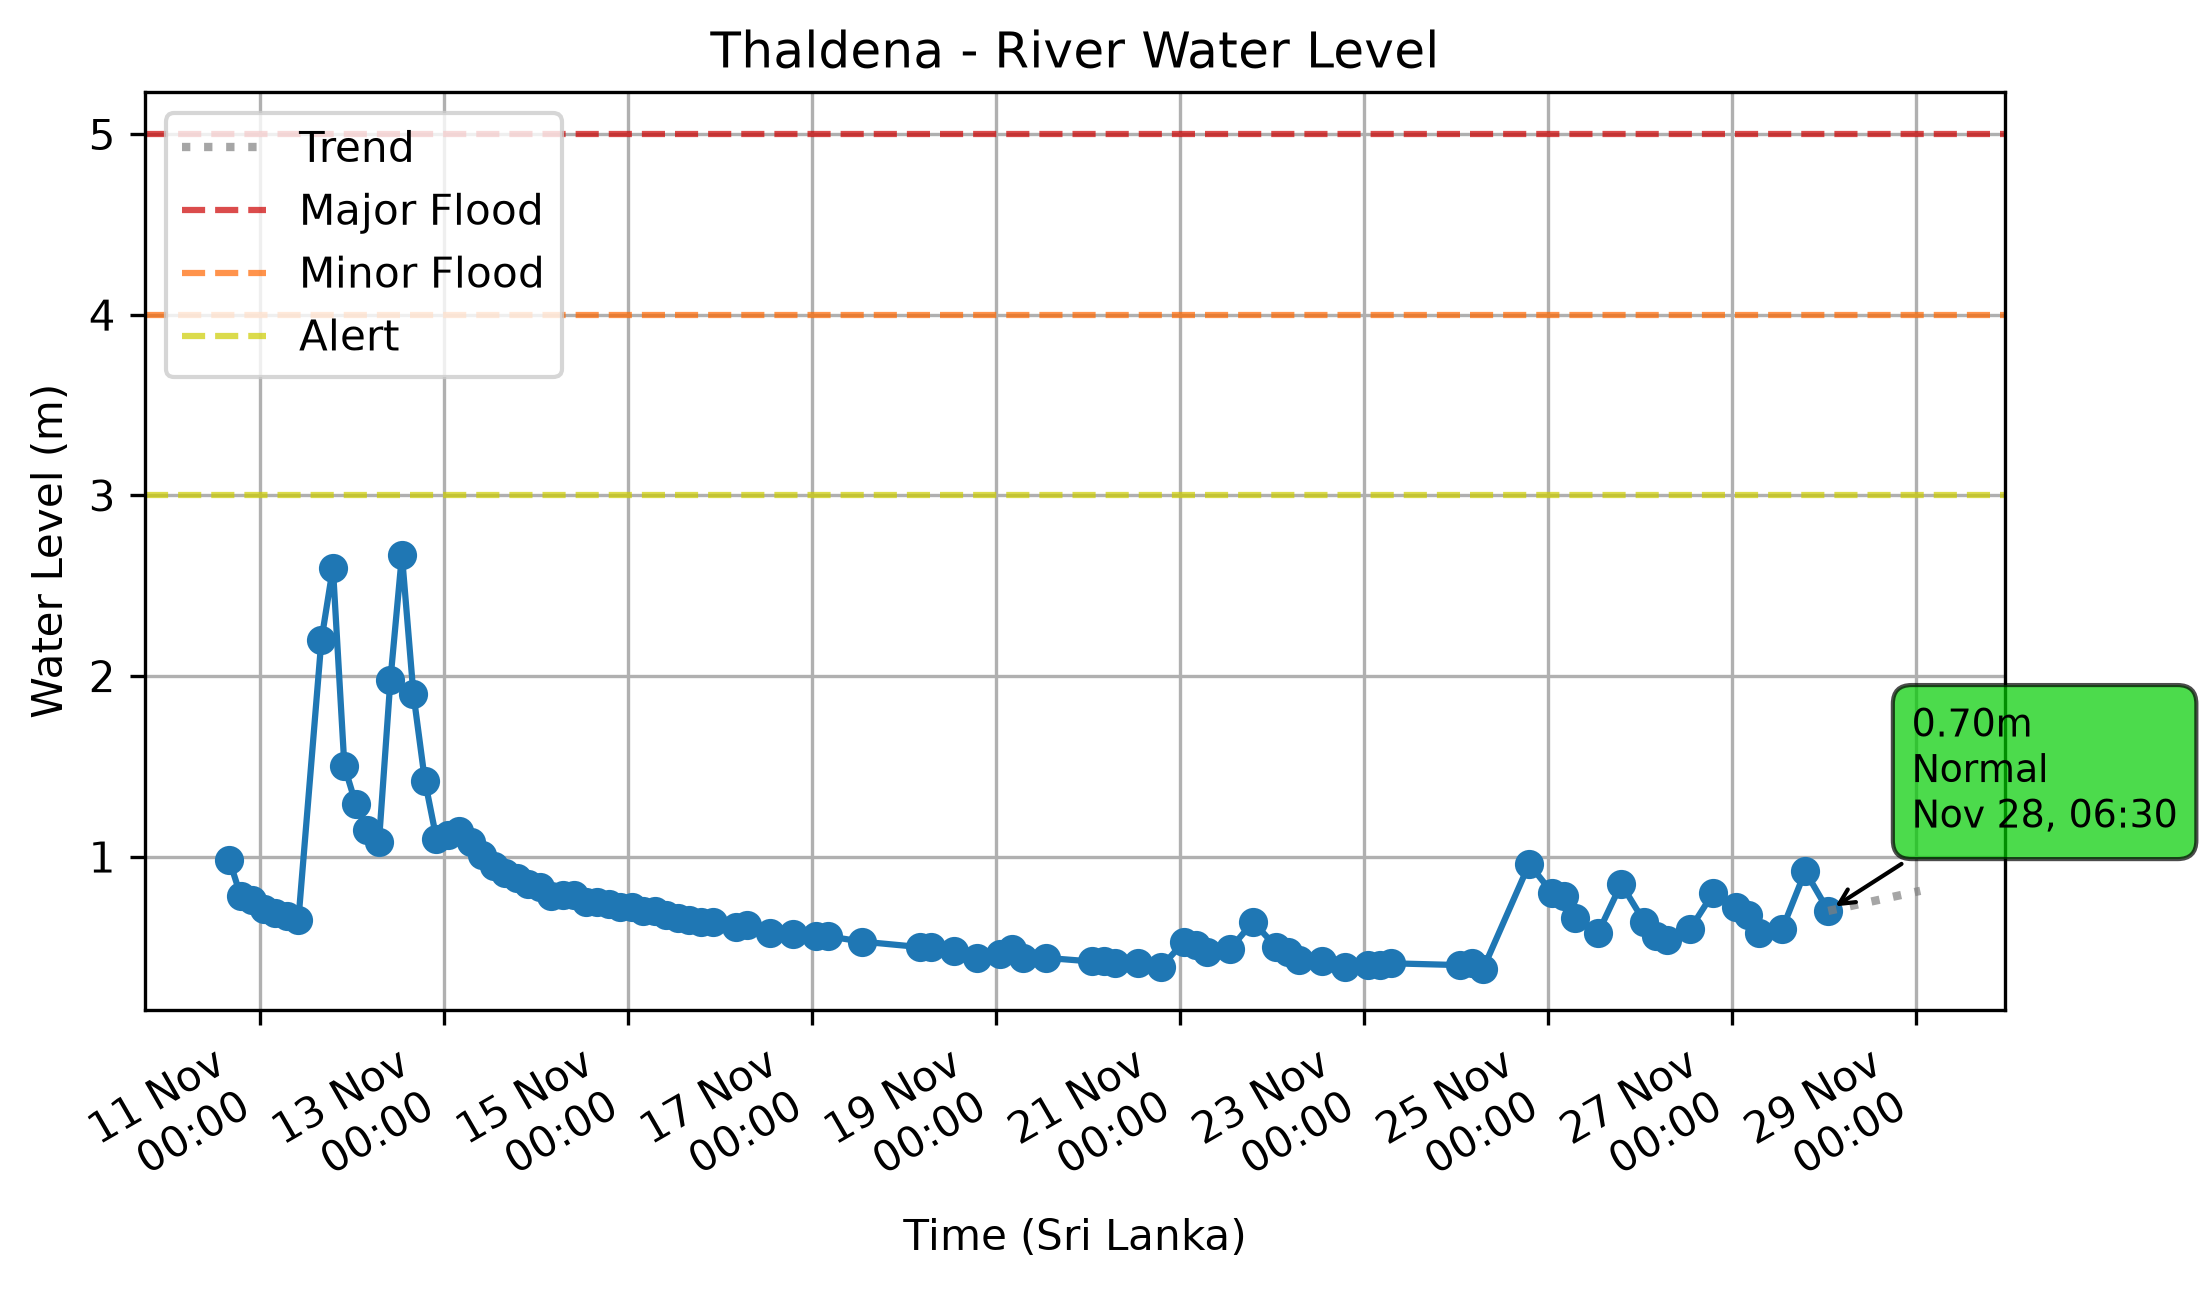 Thaldena - River Water Level
Trend
Major Flood
Minor Flood
Alert
5
4
3
2
1
Water Level (m)
0.70m
Normal
Nov 28, 06:30
11 Nov
00:00
13 Nov
00:00
15 Nov
00:00
17 Nov
00:00
19 Nov
00:00
21 Nov
00:00
23 Nov
00:00
25 Nov
00:00
27 Nov
00:00
29 Nov
00:00
Time (Sri Lanka)